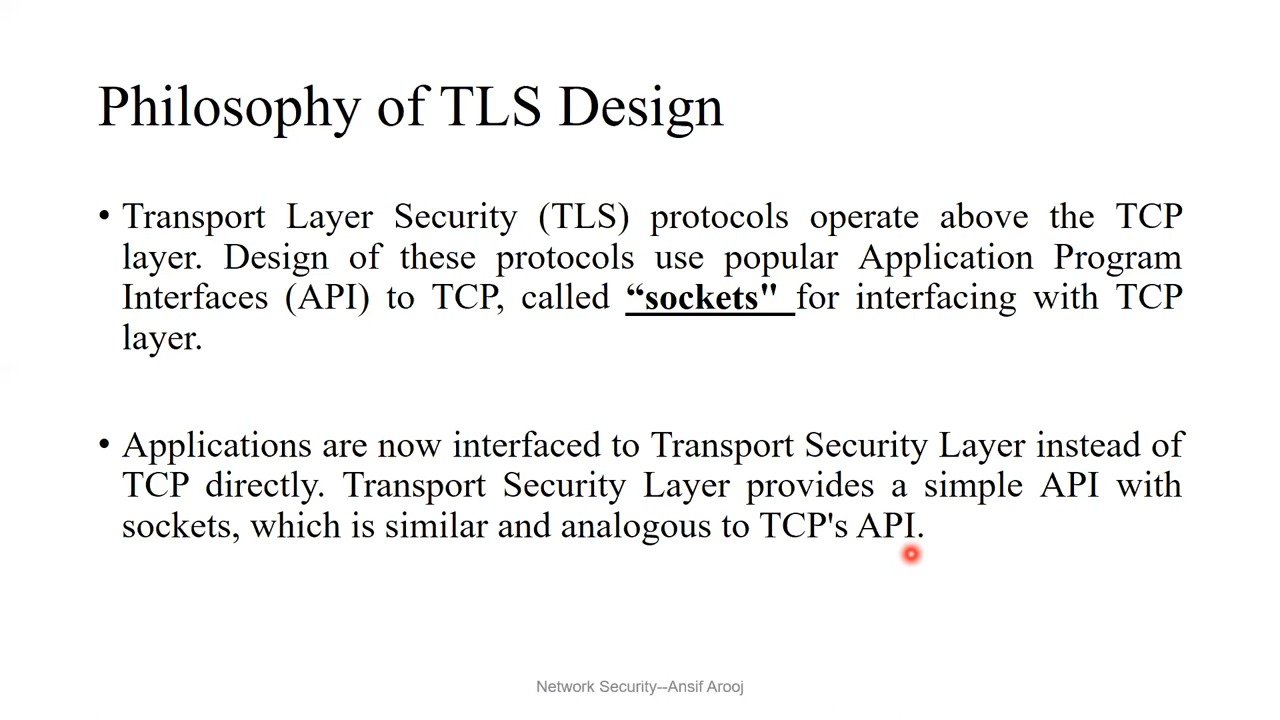 Philosophy of TLS Design
• Transport Layer Security (TLS) protocols operate above the TCP
layer. Design of these protocols use popular Application Program
Interfaces (API) to TCP, called “sockets" for interfacing with TCP
layer.
• Applications are now interfaced to Transport Security Layer instead of
TCP directly. Transport Security Layer provides a simple API with
sockets, which is similar and analogous to TCP's API.
Network Security--Ansif Arooj